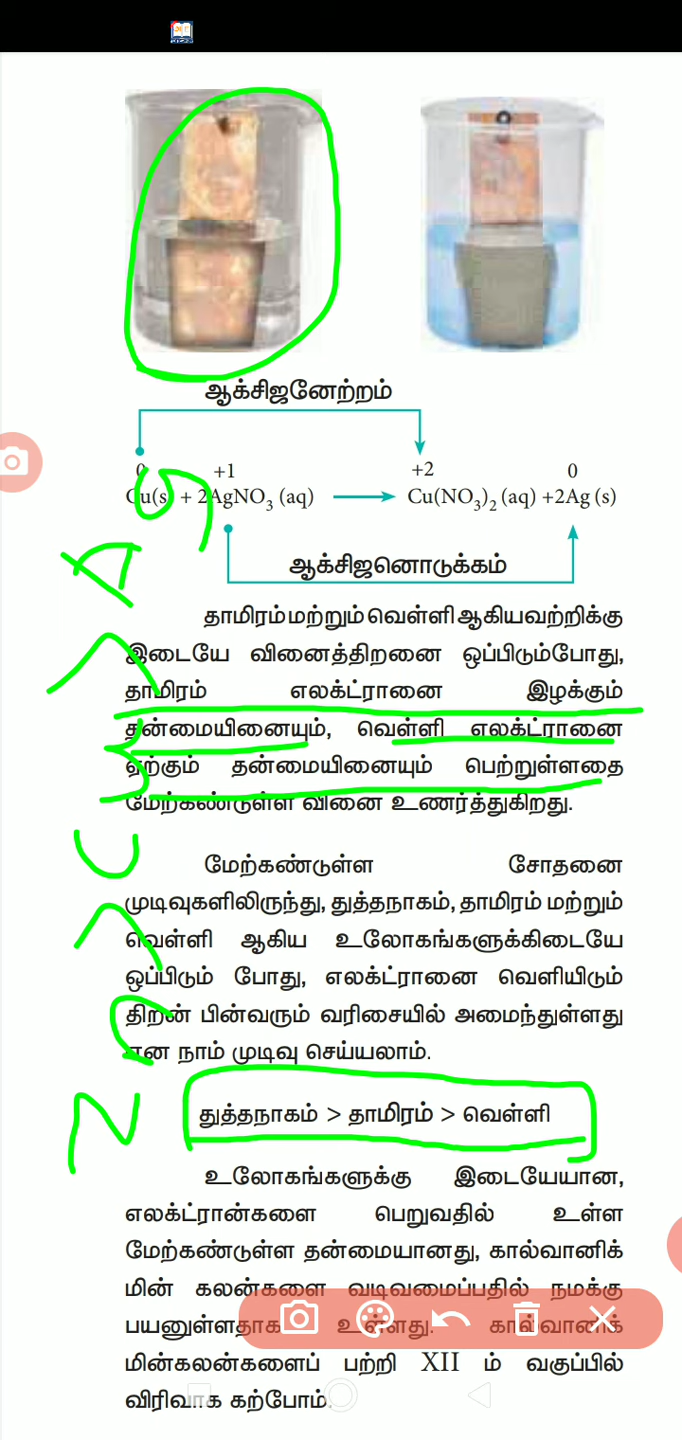 ஆக்சிஜனேற்றம்
0 +1 +2 0
Cu(s) + 2AgNO₃ (aq) → Cu(NO₃)₂ (aq) +2Ag (s)
ஆக்சிஜனொடுக்கம்
தாமிரம் மற்றும் வெள்ளி ஆகியவற்றிக்கு
இடையே வினைத்திறனை ஒப்பிடும்போது,
தாமிரம் எலக்ட்ரானை இழக்கும்
தன்மையினையும், வெள்ளி எலக்ட்ரானை
ஏற்கும் தன்மையினையும் பெற்றுள்ளதை
மேற்கண்டுள்ள வினை உணர்த்துகிறது.
மேற்கண்டுள்ள சோதனை
முடிவுகளிலிருந்து, துத்தநாகம், தாமிரம் மற்றும்
வெள்ளி ஆகிய உலோகங்களுக்கிடையே
ஒப்பிடும் போது, எலக்ட்ரானை வெளியிடும்
திறன் பின்வரும் வரிசையில் அமைந்துள்ளது
என நாம் முடிவு செய்யலாம்.
துத்தநாகம் > தாமிரம் > வெள்ளி
உலோகங்களுக்கு இடையேயான,
எலக்ட்ரான்களை பெறுவதில் உள்ள
மேற்கண்டுள்ள தன்மையானது, கால்வானிக்
மின் கலன்களை வடிவமைப்பதில் நமக்கு
பயனுள்ளதாக உள்ளது. கால்வானிக்
மின்கலன்களைப் பற்றி XII ம் வகுப்பில்
விரிவாக கற்போம்.
Zn > Cu > Ag